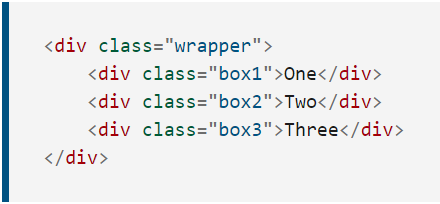 <div class="wrapper">
    <div class="box1">One</div>
    <div class="box2">Two</div>
    <div class="box3">Three</div>
</div>